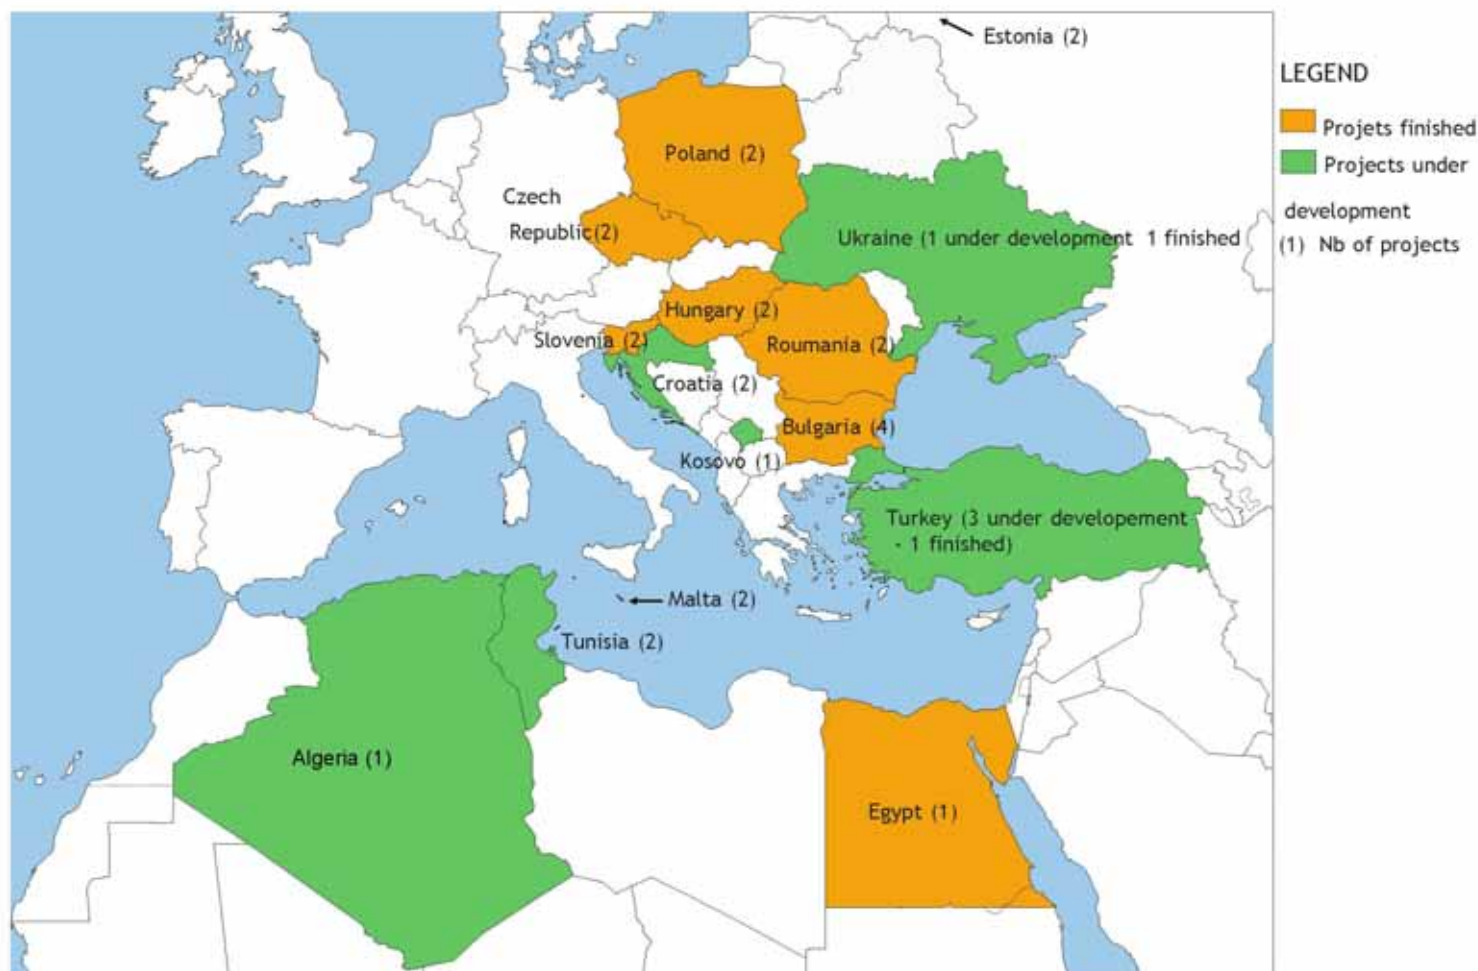 Estonia (2)
LEGEND
Projets finished
Poland (2)
Projects under
Czech
Republic(2)
development
Ukraine (1 under development 1 finished
(1) Nb of projects
Hungary (2)
Slovenia (2)
Roumania (2)
Croatia (2)
Bulgaria (4)
Kosovo (1)
Turkey (3 under developement
- 1 finished)
Malta (2)
Tunisia (2)
Algeria (1)
Egypt (1)